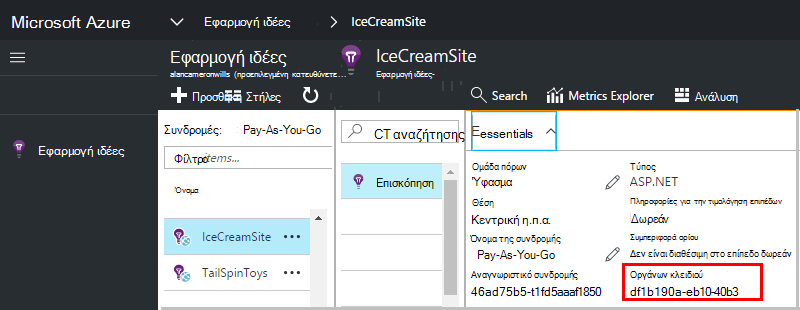 Microsoft Azure
Εφαρμογή ιδέες
IceCreamSite
Εφαρμογή ιδέες
alancameronwills (προεπιλεγμένη κατευθύνετε...
IceCreamSite
Εφαρμογή ιδέες-
Προσθή
Στήλες
Search
Metrics Explorer
Ανάλυση
Εφαρμογή ιδέες
Συνδρομές: Pay-As-You-Go
Φίλτρο items...
Όνομα
IceCreamSite
TailSpinToys
CT αναζήτησης
Επισκόπηση
Eessentials
Ομάδα πόρων
Ύφασμα
Θέση
Κεντρική η.π.α.
Όνομα της συνδρομής
Pay-As-You-Go
Αναγνωριστικό συνδρομής
46ad75b5-t1fd5aaaf1850
Τύπος
ASP.NET
Πληροφορίες για την τιμολόγηση επιπέδων
Δωρεάν
Συμπεριφορά ορίου
Δεν είναι διαθέσιμη στο επίπεδο δωρεάν
Οργάνων κλειδιού
df1b190a-eb10-40b3